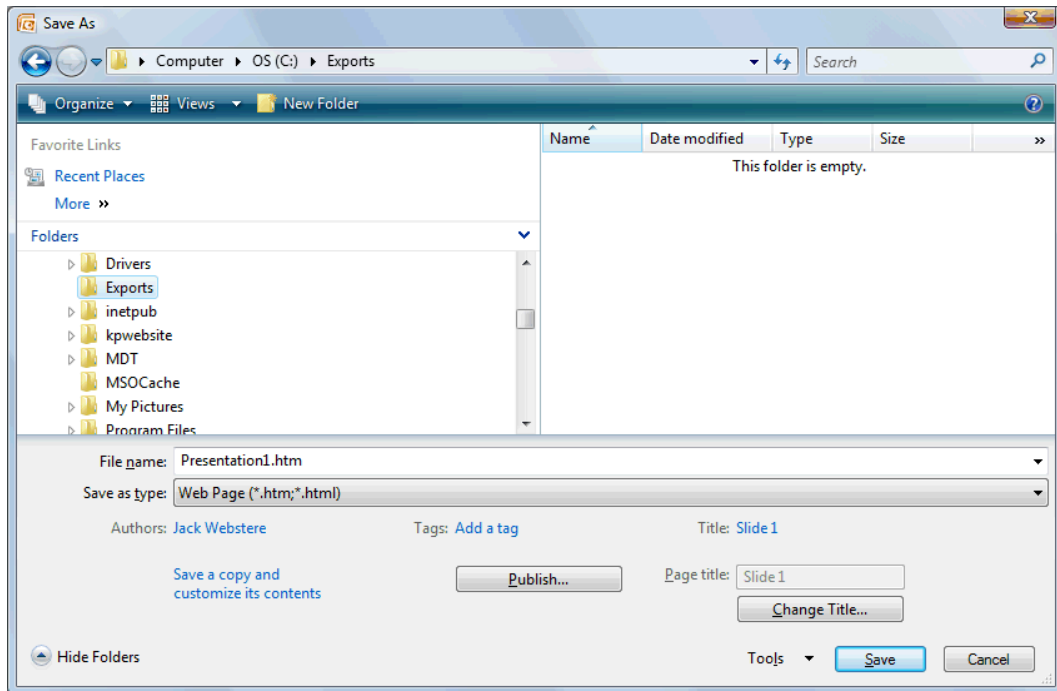 Save As
Computer ▸ OS (C:) ▸ Exports
Search
Organize Views New Folder
Favorite Links
Recent Places
More »
Folders
Drivers
Exports
inetpub
kpwebsite
MDT
MSOCache
My Pictures
Program Files
Name Date modified Type Size »
This folder is empty.
File name: Presentation1.htm
Save as type: Web Page (*.htm;*.html)
Authors: Jack Webstere Tags: Add a tag Title: Slide 1
Save a copy and
customize its contents
Publish...
Page title: Slide 1
Change Title...
Hide Folders
Tools Save Cancel